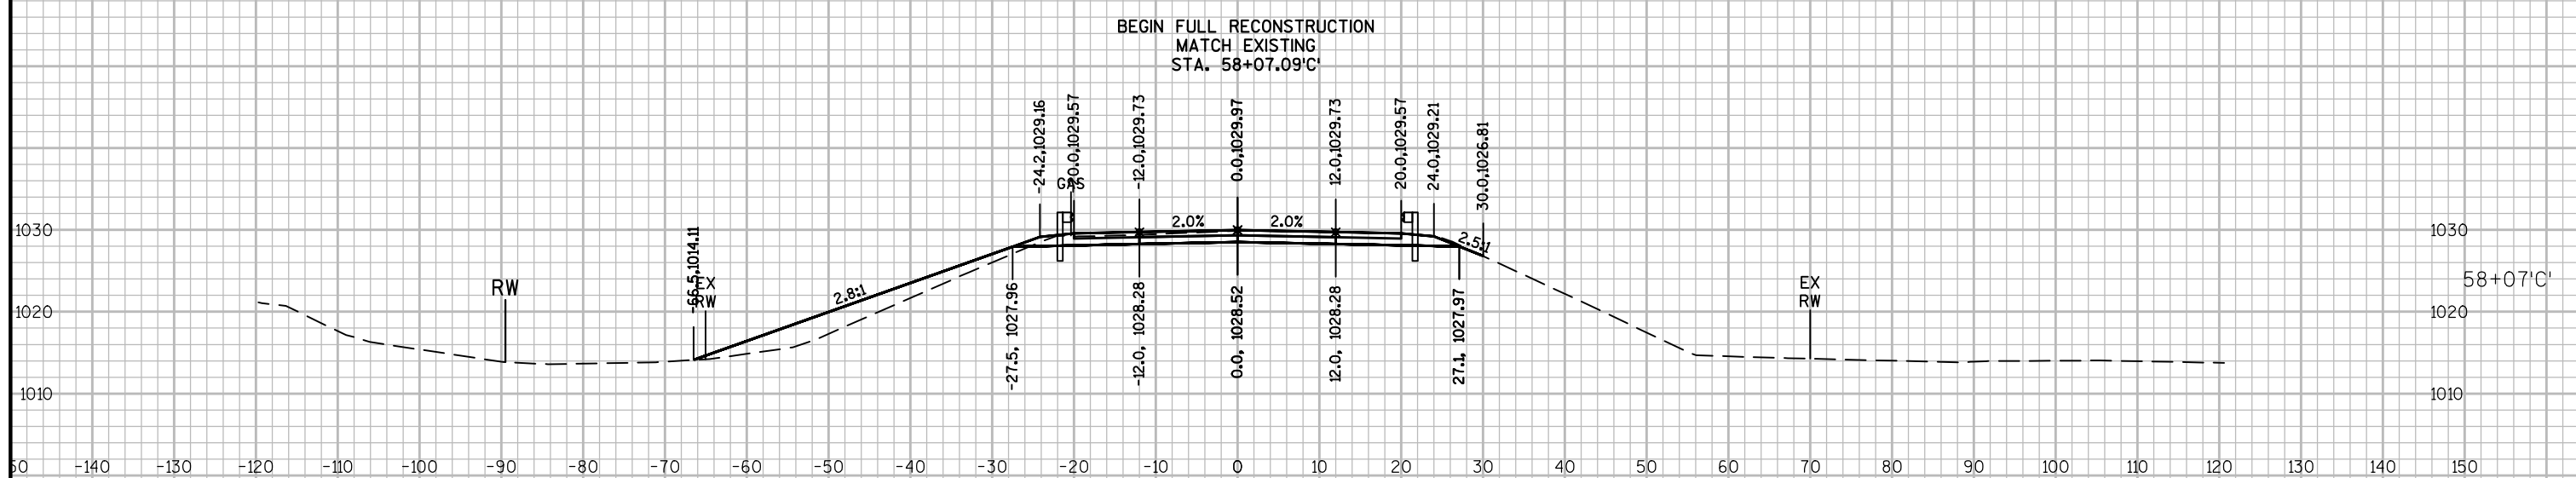 BEGIN FULL RECONSTRUCTION
MATCH EXISTING
STA. 58+07.09'C'
-24.2,1029.16
-20.0,1029.57
-12.0,1029.73
0.0,1029.97
12.0,1029.73
20.0,1029.57
24.0,1029.21
30.0,1026.81
GAS
2.0%
2.0%
1030
-66.5,1014.11
2.5:1
1030
RW
EX
RW
2.8:1
EX
RW
58+07'C'
1020
1020
-27.5, 1027.96
-12.0, 1028.28
0.0, 1028.52
12.0, 1028.28
27.1, 1027.97
1010
1010
50 -140 -130 -120 -110 -100 -90 -80 -70 -60 -50 -40 -30 -20 -10 0 10 20 30 40 50 60 70 80 90 100 110 120 130 140 150